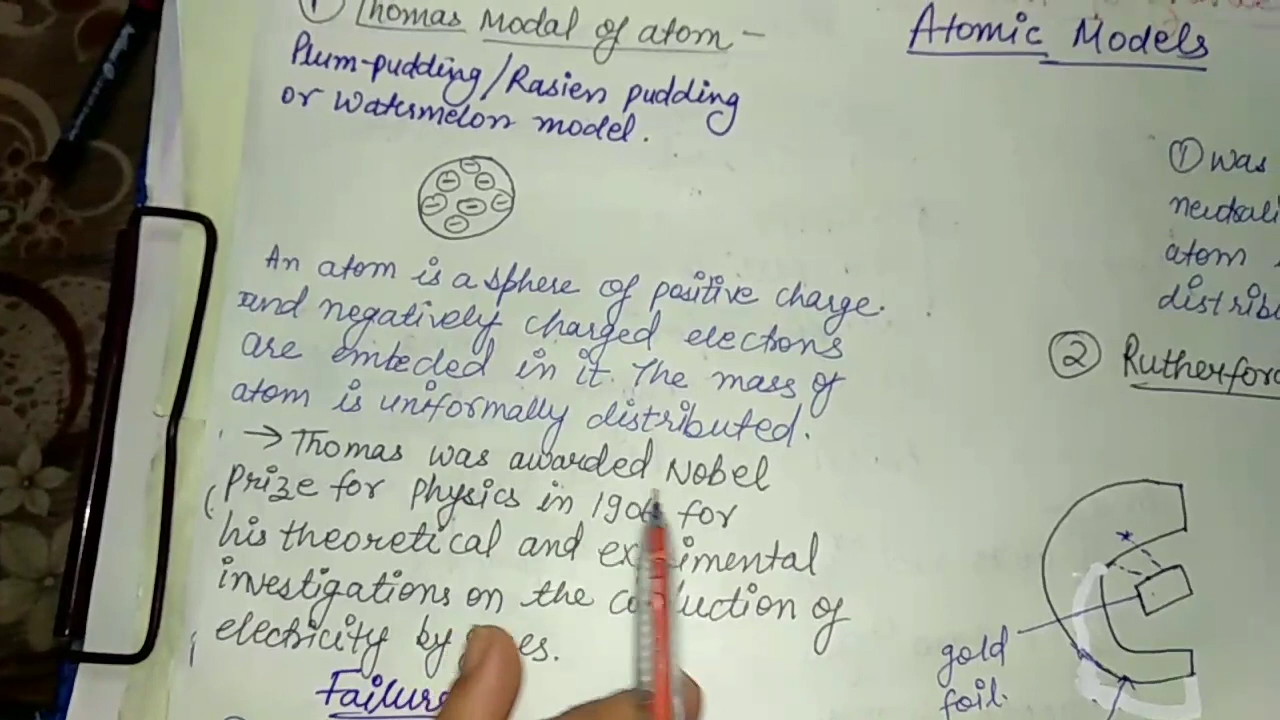 ① Thomas Modal of atom -
Plum-pudding/Rasien pudding
or Watermelon model.
An atom is a sphere of positive charge.
and negatively charged electrons
are embeded in it. The mass of
atom is uniformally distributed.
→ Thomas was awarded Nobel
Prize for physics in for
his theoretical and
investigations on the of
electricity by
Failure
Atomic Models
① was
atom
② Rutherford
gold
foil.